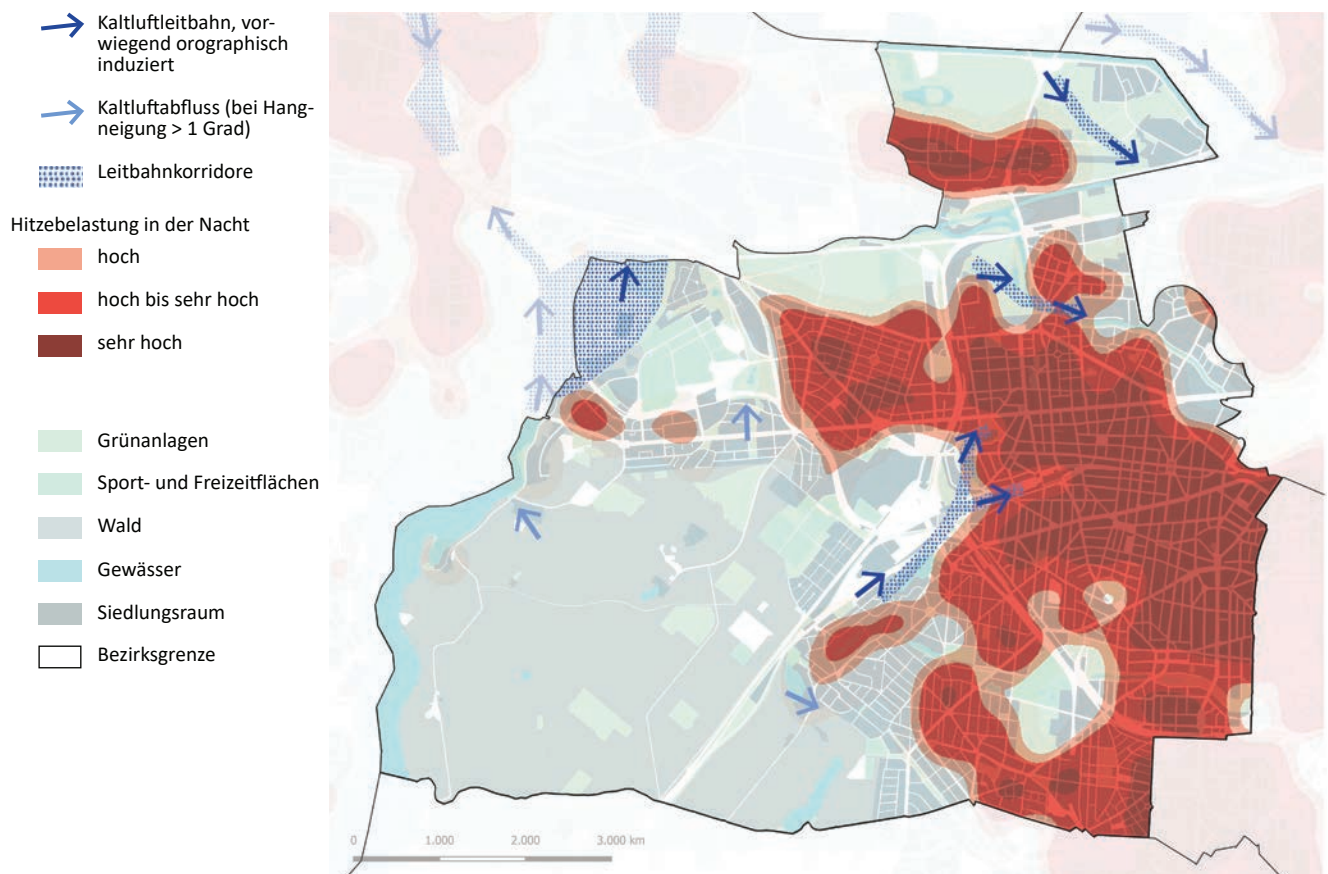 Kaltluftleitbahn, vor-
wiegend orographisch
induziert
Kaltluftabfluss (bei Hang-
neigung > 1 Grad)
Leitbahnkorridore
Hitzebelastung in der Nacht
hoch
hoch bis sehr hoch
sehr hoch
Grünanlagen
Sport- und Freizeitflächen
Wald
Gewässer
Siedlungsraum
Bezirksgrenze
0 1.000 2.000 3.000 km